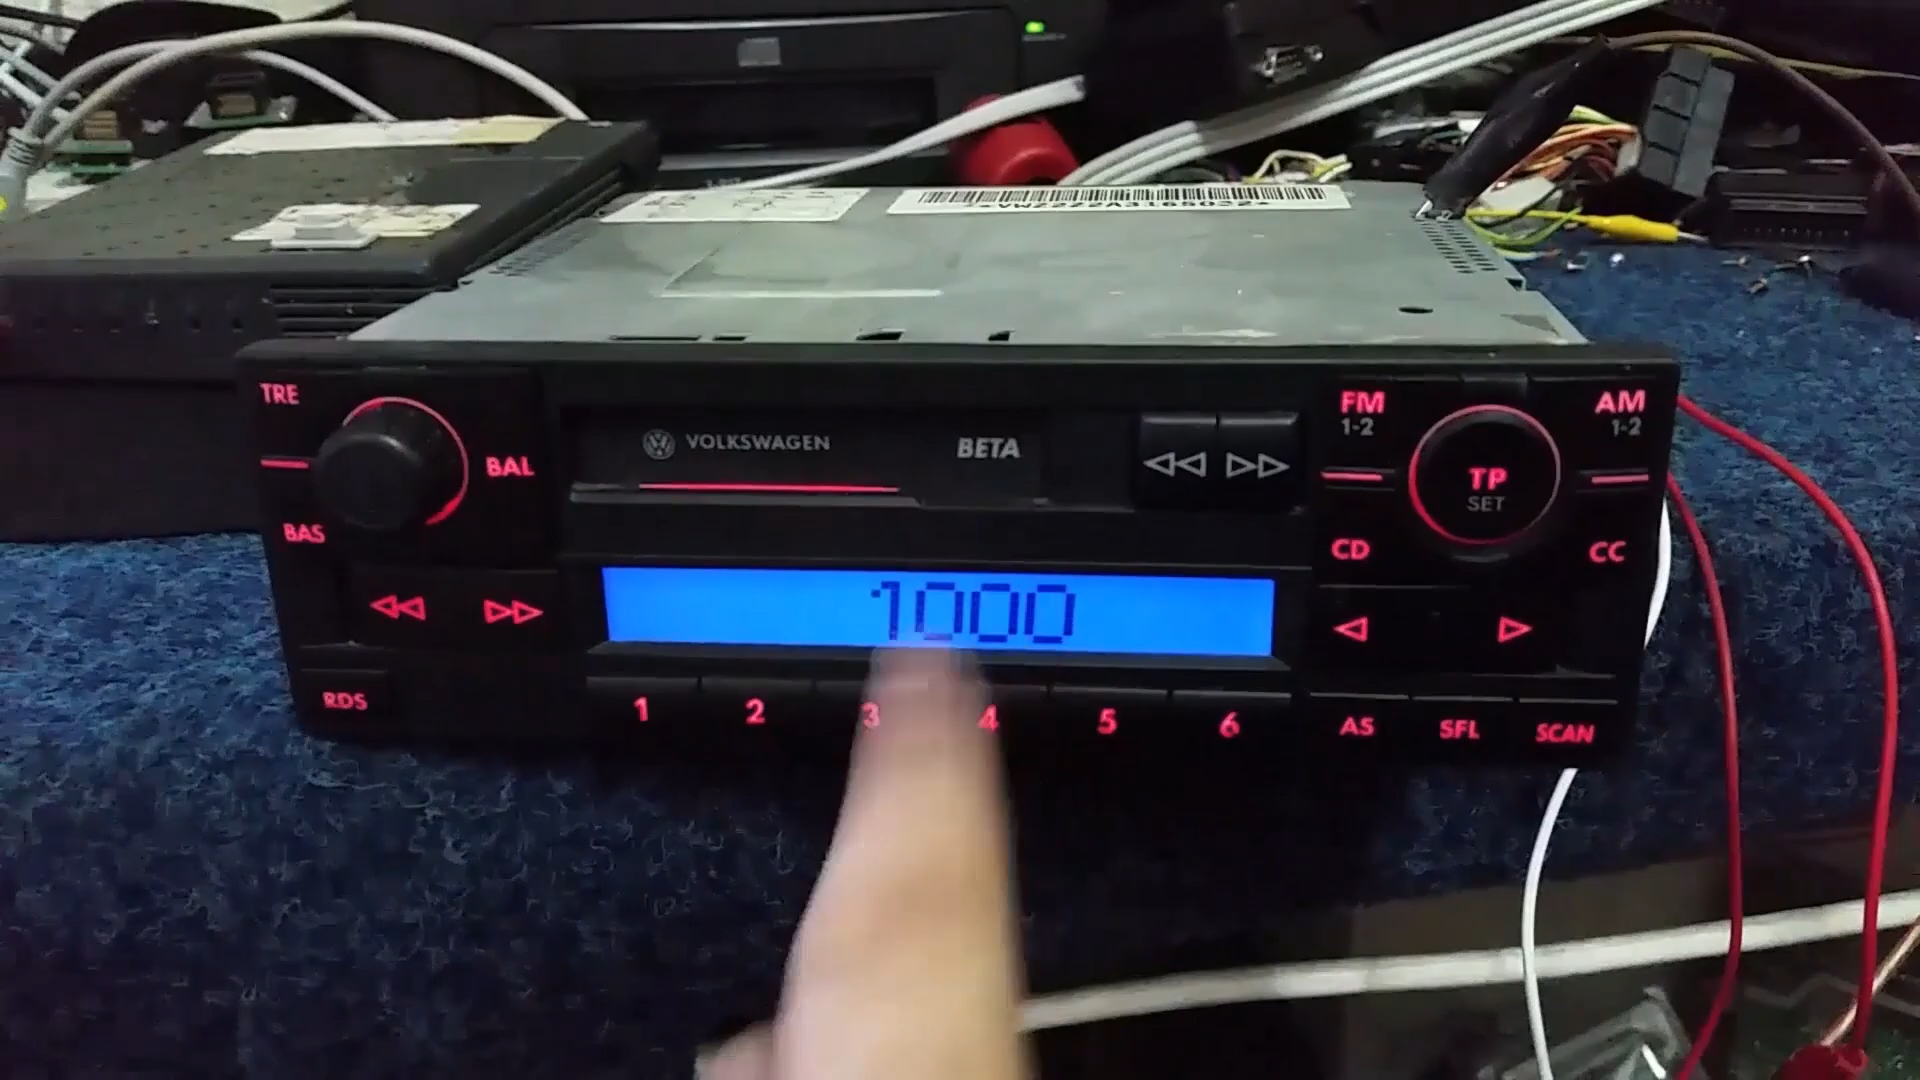 TRE
BAL
BAS
VOLKSWAGEN
BETA
FM
1-2
AM
1-2
TP
SET
CD
CC
1000
RDS
1
2
3
4
5
6
AS
SFL
SCAN